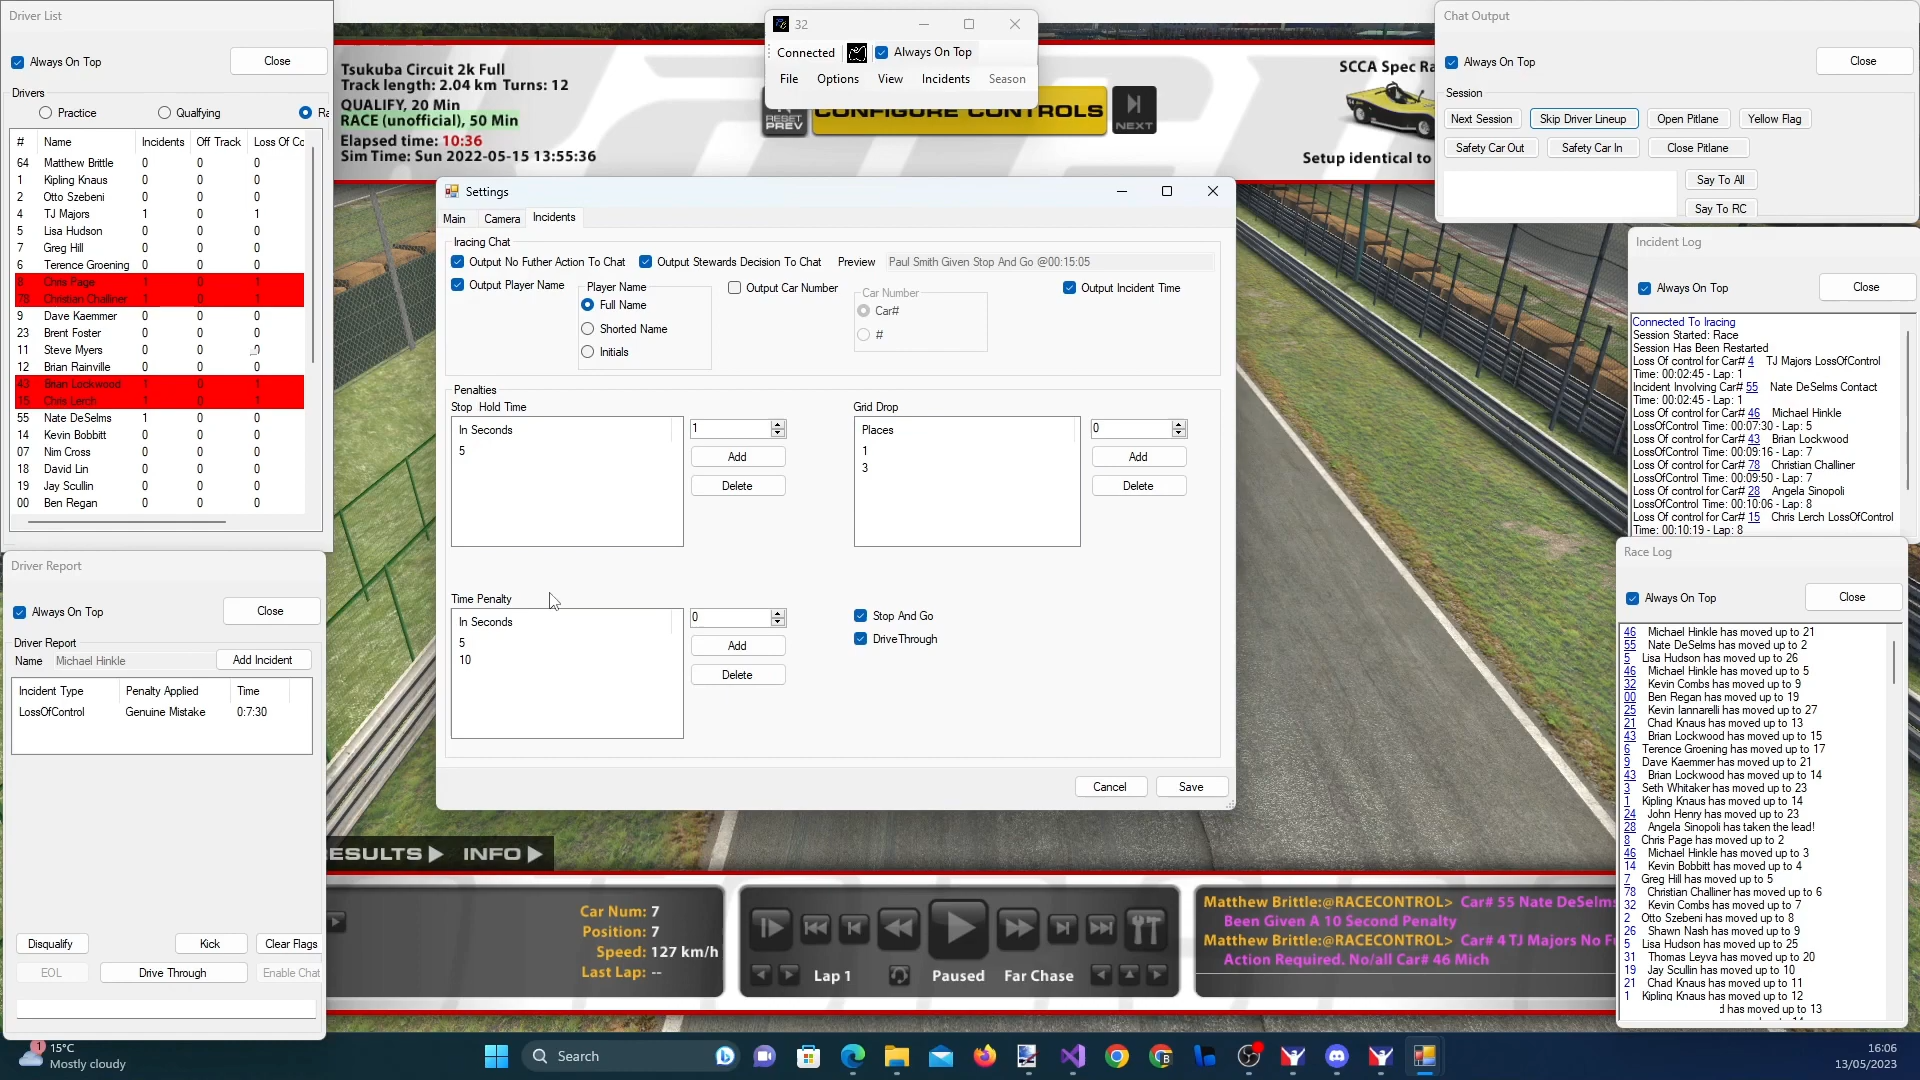 Driver List
Always On Top
Close
Drivers
Practice
Qualifying
Ra
# Name Incidents Off Track Loss Of Co
64 Matthew Brittle 0 0 0
1 Kipling Knaus 0 0 0
2 Otto Szebeni 0 0 0
4 TJ Majors 1 0 1
5 Lisa Hudson 0 0 0
7 Greg Hill 0 0 0
6 Terence Groening 0 0 0
8 Chris Page 1 0 1
78 Christian Challiner 1 0 1
9 Dave Kaemmer 0 0 0
23 Brent Foster 0 0 0
11 Steve Myers 0 0 0
12 Brian Rainville 0 0 0
43 Brian Lockwood 1 0 1
15 Chris Lerch 1 0 1
55 Nate DeSelms 1 0 0
14 Kevin Bobbitt 0 0 0
07 Nim Cross 0 0 0
18 David Lin 0 0 0
19 Jay Scullin 0 0 0
00 Ben Regan 0 0 0
Driver Report
Always On Top
Close
Driver Report
Name Michael Hinkle
Add Incident
Incident Type Penalty Applied Time
LossOfControl Genuine Mistake 0:7:30
Disqualify
Kick
Clear Flags
EOL
Drive Through
Enable Chat
Tsukuba Circuit 2k Full
Track length: 2.04 km Turns: 12
QUALIFY, 20 Min
RACE (unofficial), 50 Min
Elapsed time: 10:36
Sim Time: Sun 2022-05-15 13:55:36
32
Connected
Always On Top
File Options View Incidents Season
RESET
PREV
CONFIGURE CONTROLS
NEXT
SCCA Spec Ra
Setup identical to
Settings
Main Camera Incidents
Iracing Chat
Output No Futher Action To Chat
Output Stewards Decision To Chat
Preview Paul Smith Given Stop And Go @00:15:05
Output Player Name
Player Name
Full Name
Shorted Name
Initials
Output Car Number
Car Number
Car#
#
Output Incident Time
Penalties
Stop Hold Time
In Seconds
5
1
Add
Delete
Grid Drop
Places
1
3
0
Add
Delete
Time Penalty
In Seconds
5
10
0
Add
Delete
Stop And Go
DriveThrough
Cancel
Save
Chat Output
Always On Top
Close
Session
Next Session
Skip Driver Lineup
Open Pitlane
Yellow Flag
Safety Car Out
Safety Car In
Close Pitlane
Say To All
Say To RC
Incident Log
Always On Top
Close
Connected To Iracing
Session Started: Race
Session Has Been Restarted
Loss Of control for Car# 4 TJ Majors LossOfControl
Time: 00:02:45 - Lap: 1
Incident Involving Car# 55 Nate DeSelms Contact
Time: 00:02:45 - Lap: 1
Loss Of control for Car# 46 Michael Hinkle
LossOfControl Time: 00:07:30 - Lap: 5
Loss Of control for Car# 43 Brian Lockwood
LossOfControl Time: 00:09:16 - Lap: 7
Loss Of control for Car# 78 Christian Challiner
LossOfControl Time: 00:09:50 - Lap: 7
Loss Of control for Car# 28 Angela Sinopoli
LossOfControl Time: 00:10:06 - Lap: 8
Loss Of control for Car# 15 Chris Lerch LossOfControl
Time: 00:10:19 - Lap: 8
Race Log
Always On Top
Close
46 Michael Hinkle has moved up to 21
55 Nate DeSelms has moved up to 2
5 Lisa Hudson has moved up to 26
46 Michael Hinkle has moved up to 5
32 Kevin Combs has moved up to 9
00 Ben Regan has moved up to 19
25 Kevin Iannarelli has moved up to 27
21 Chad Knaus has moved up to 13
43 Brian Lockwood has moved up to 15
6 Terence Groening has moved up to 17
9 Dave Kaemmer has moved up to 21
43 Brian Lockwood has moved up to 14
3 Seth Whitaker has moved up to 23
1 Kipling Knaus has moved up to 14
24 John Henry has moved up to 23
28 Angela Sinopoli has taken the lead!
8 Chris Page has moved up to 2
46 Michael Hinkle has moved up to 3
14 Kevin Bobbitt has moved up to 4
7 Greg Hill has moved up to 5
78 Christian Challiner has moved up to 6
32 Kevin Combs has moved up to 7
2 Otto Szebeni has moved up to 8
26 Shawn Nash has moved up to 9
5 Lisa Hudson has moved up to 25
31 Thomas Leyva has moved up to 20
19 Jay Scullin has moved up to 10
21 Chad Knaus has moved up to 11
1 Kipling Knaus has moved up to 12
d has moved up to 13
ESULTS INFO
Car Num: 7
Position: 7
Speed: 127 km/h
Last Lap: --
Lap 1
Paused
Far Chase
Matthew Brittle:@RACECONTROL> Car# 55 Nate DeSelms
Been Given A 10 Second Penalty
Matthew Brittle:@RACECONTROL> Car# 4 TJ Majors No Fu
Action Required. No/all Car# 46 Mich
1
15°C
Mostly cloudy
Search
16:06
13/05/2023